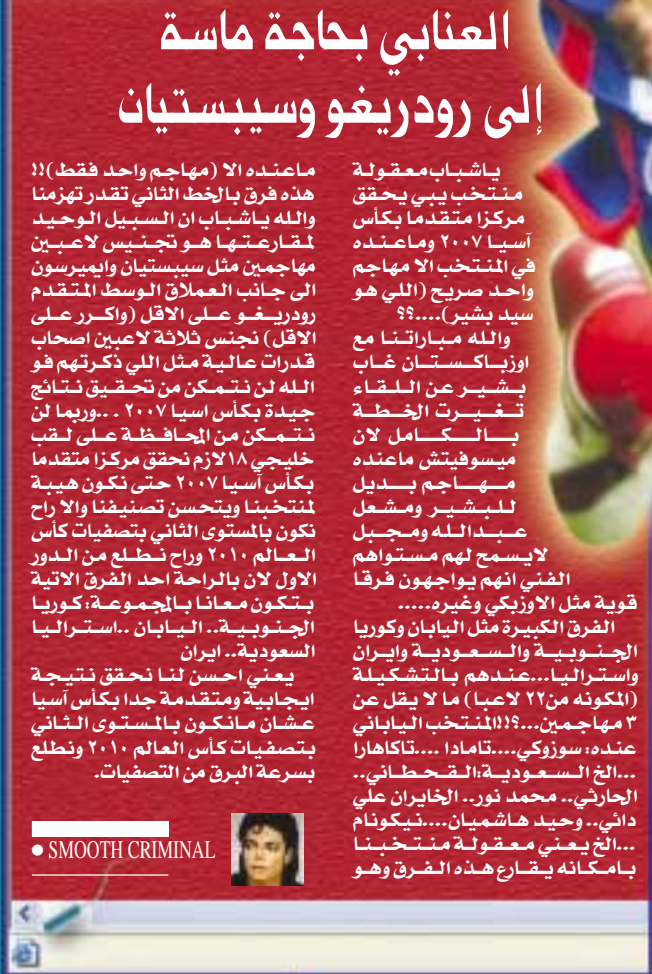 العنابي بحاجة ماسة
إلى رودريغو وسيبستيان
ياشباب معقولة
منتخب يبي يحقق
مركزا متقدما بكأس
آسيا ٢٠٠٧ وماعنده
في المنتخب الا مهاجم
واحد صريح (اللي هو
سيد بشير)....؟؟
والله مباراتنا مع
اوزباكستان غاب
بشير عن اللقاء
تغيرت الخطة
بالكامل لان
ميسوفيتش ماعنده
مهاجم بديل
للبشير ومشعل
عبدالله ومجبل
لايسمح لهم مستواهم
الفني انهم يواجهون فرقا
قوية مثل الاوزبكي وغيره.....
الفرق الكبيرة مثل اليابان وكوريا
الجنوبية والسعودية وايران
واستراليا...عندهم بالتشكيلة
(المكونه من٢٢ لاعبا) ما لا يقل عن
٣ مهاجمين...؟!!المنتخب الياباني
عنده: سوزوكي....تامادا ....تاكاهارا
...الخ السعودية:القحطاني..
الحارثي.. محمد نور.. الخايران علي
دائي.. وحيد هاشميان....نيكونام
...الخ يعني معقولة منتخبنا
بامكانه يقارع هذه الفرق وهو
ماعنده الا (مهاجم واحد فقط)!!
هذه فرق بالخط الثاني تقدر تهزمنا
والله ياشباب ان السبيل الوحيد
لمقارعتها هو تجنيس لاعبين
مهاجمين مثل سيبستيان وايميرسون
الى جانب العملاق الوسط المتقدم
رودريغو على الاقل (واكرر على
الاقل) نجنس ثلاثة لاعبين اصحاب
قدرات عالية مثل اللي ذكرتهم فو
الله لن نتمكن من تحقيق نتائج
جيدة بكأس اسيا ٢٠٠٧ . ..وربما لن
نتمكن من المحافظة على لقب
خليجي ١٨لازم نحقق مركزا متقدما
بكأس آسيا ٢٠٠٧ حتى نكون هيبة
لمنتخبنا ويتحسن تصنيفنا والا راح
نكون بالمستوى الثاني بتصفيات كأس
العالم ٢٠١٠ وراح نطلع من الدور
الاول لان بالراحة احد الفرق الاتية
بتكون معانا بالمجموعة: كوريا
الجنوبية.. اليابان ..استراليا
السعودية.. ايران
يعني احسن لنا نحقق نتيجة
ايجابية ومتقدمة جدا بكأس آسيا
عشان مانكون بالمستوى الثاني
بتصفيات كأس العالم ٢٠١٠ ونطلع
بسرعة البرق من التصفيات.
● SMOOTH CRIMINAL